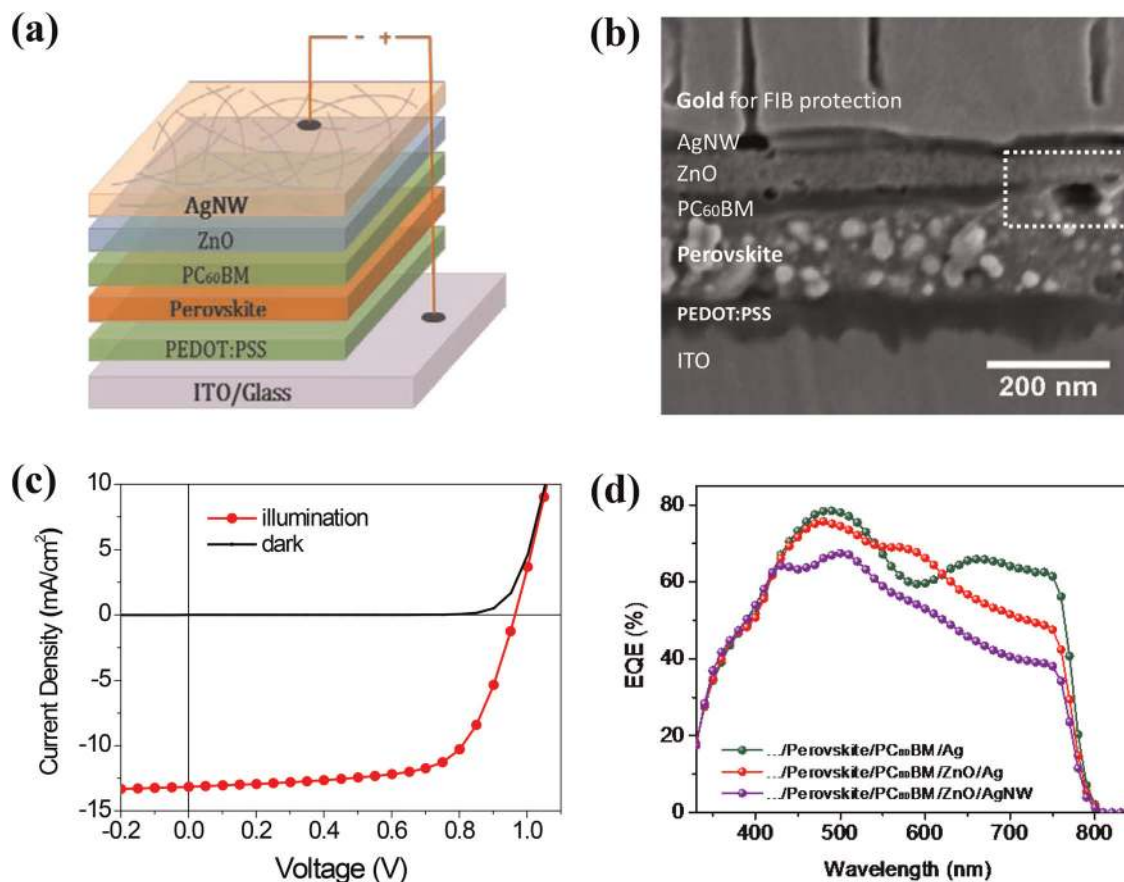 (a)
- +
AgNW
ZnO
PC₆₀BM
Perovskite
PEDOT:PSS
ITO/Glass
(b)
Gold for FIB protection
AgNW
ZnO
PC₆₀BM
Perovskite
PEDOT:PSS
ITO
200 nm
(c)
Current Density (mA/cm²)
10
5
0
-5
-10
-15
illumination
dark
-0.2 0.0 0.2 0.4 0.6 0.8 1.0
Voltage (V)
(d)
EQE (%)
80
60
40
20
0
.../Perovskite/PC₆₀BM/Ag
.../Perovskite/PC₆₀BM/ZnO/Ag
.../Perovskite/PC₆₀BM/ZnO/AgNW
400 500 600 700 800
Wavelength (nm)